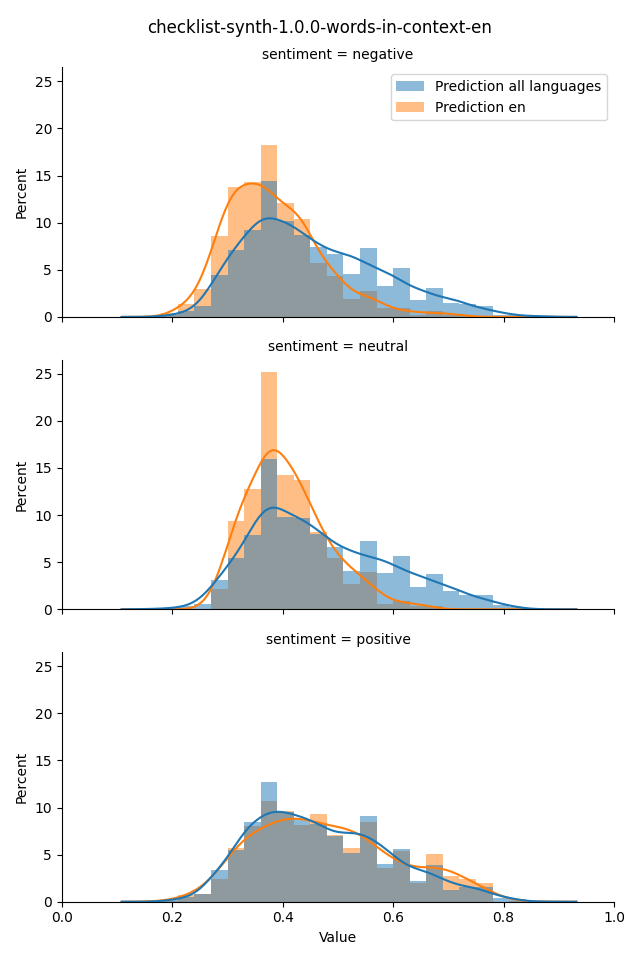 checklist-synth-1.0.0-words-in-context-en
sentiment = negative
25
20
15
10
5
0
Percent
Prediction all languages
Prediction en
sentiment = neutral
25
20
15
10
5
0
Percent
sentiment = positive
25
20
15
10
5
0
Percent
0.0 0.2 0.4 0.6 0.8 1.0
Value